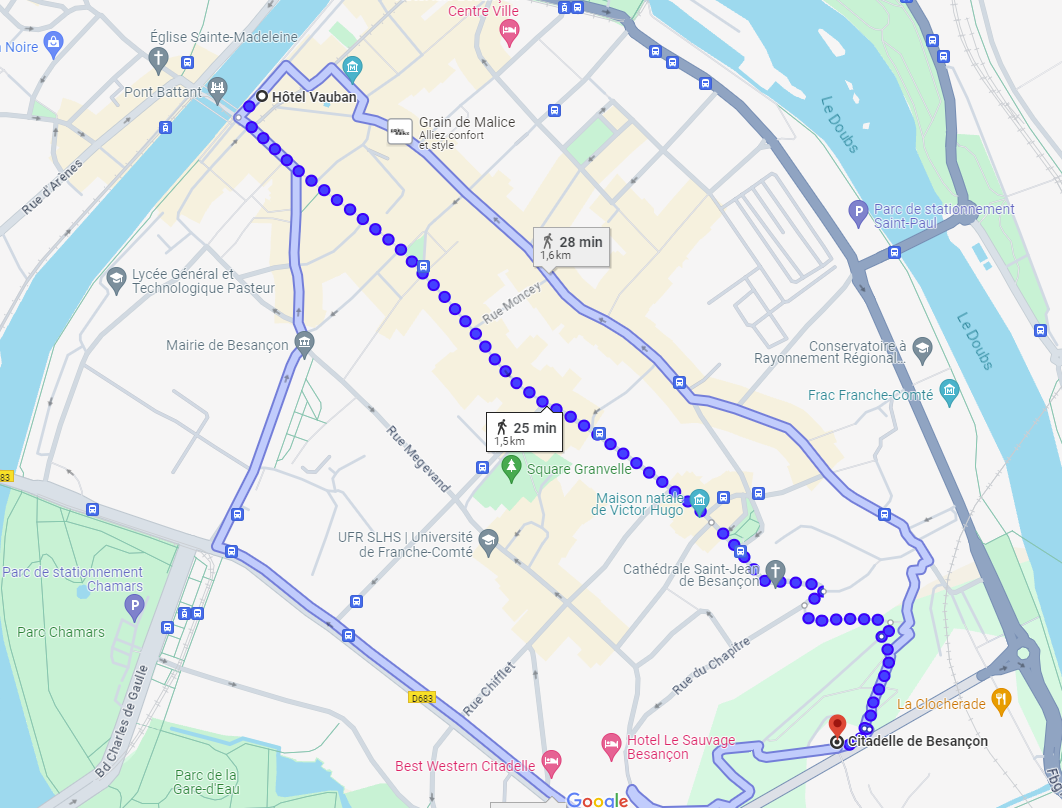 Centre Ville
Église Sainte-Madeleine
Noire
Pont Battant
Hôtel Vauban
Grain de Malice
Alliez confort
et style
Le Doubs
Rue d'Arènes
Parc de stationnement
Saint-Paul
28 min
1,6 km
Lycée Général et
Technologique Pasteur
Rue Moncey
Le Doubs
Mairie de Besançon
Conservatoire à
Rayonnement Régional...
Frac Franche-Comté
25 min
1,5 km
Rue Megevand
Square Granvelle
83
Maison natale
de Victor Hugo
UFR SLHS | Université
de Franche-Comté
Cathédrale Saint-Jean
de Besançon
Parc de stationnement
Chamars
Parc Chamars
Rue du Chapitre
Rue Chifflet
D683
Bd Charles de Gaulle
La Clocherade
Citadelle de Besançon
Hotel Le Sauvage
Besançon
Best Western Citadelle
Parc de la
Gare-d'Eau
Google